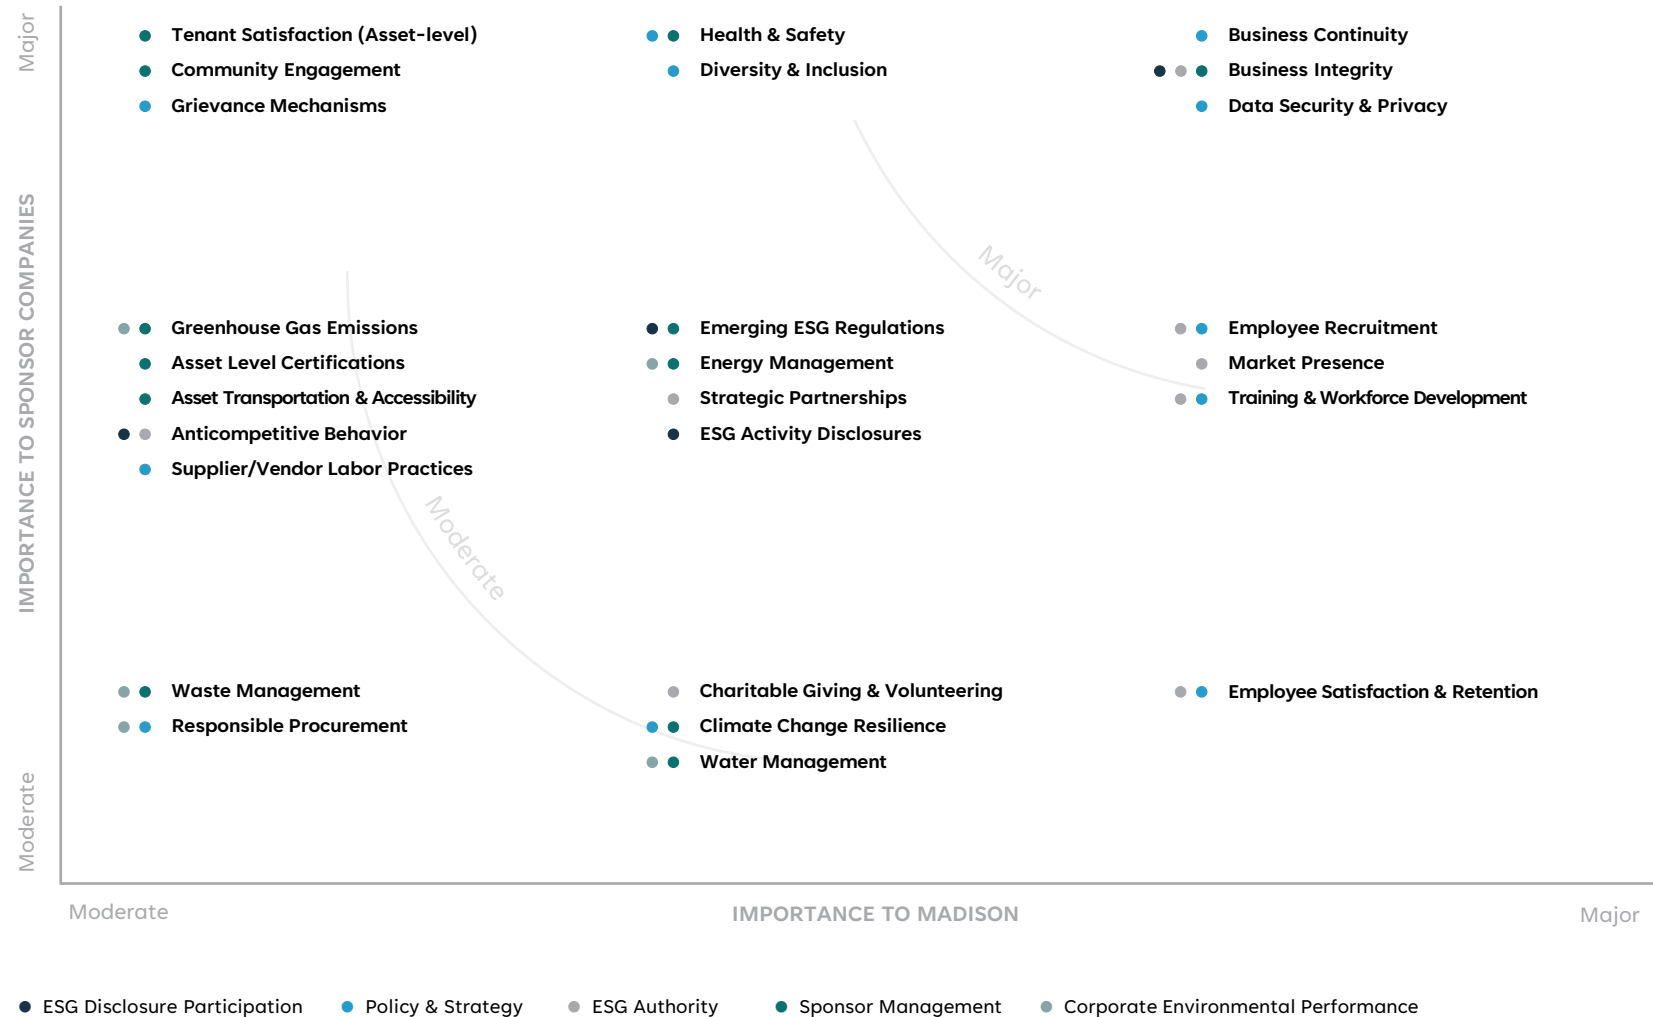 Major
IMPORTANCE TO SPONSOR COMPANIES
Moderate
Tenant Satisfaction (Asset-level)
Community Engagement
Grievance Mechanisms
Health & Safety
Diversity & Inclusion
Business Continuity
Business Integrity
Data Security & Privacy
Major
Greenhouse Gas Emissions
Asset Level Certifications
Asset Transportation & Accessibility
Anticompetitive Behavior
Supplier/Vendor Labor Practices
Emerging ESG Regulations
Energy Management
Strategic Partnerships
ESG Activity Disclosures
Employee Recruitment
Market Presence
Training & Workforce Development
Moderate
Waste Management
Responsible Procurement
Charitable Giving & Volunteering
Climate Change Resilience
Water Management
Employee Satisfaction & Retention
Moderate
IMPORTANCE TO MADISON
Major
ESG Disclosure Participation
Policy & Strategy
ESG Authority
Sponsor Management
Corporate Environmental Performance